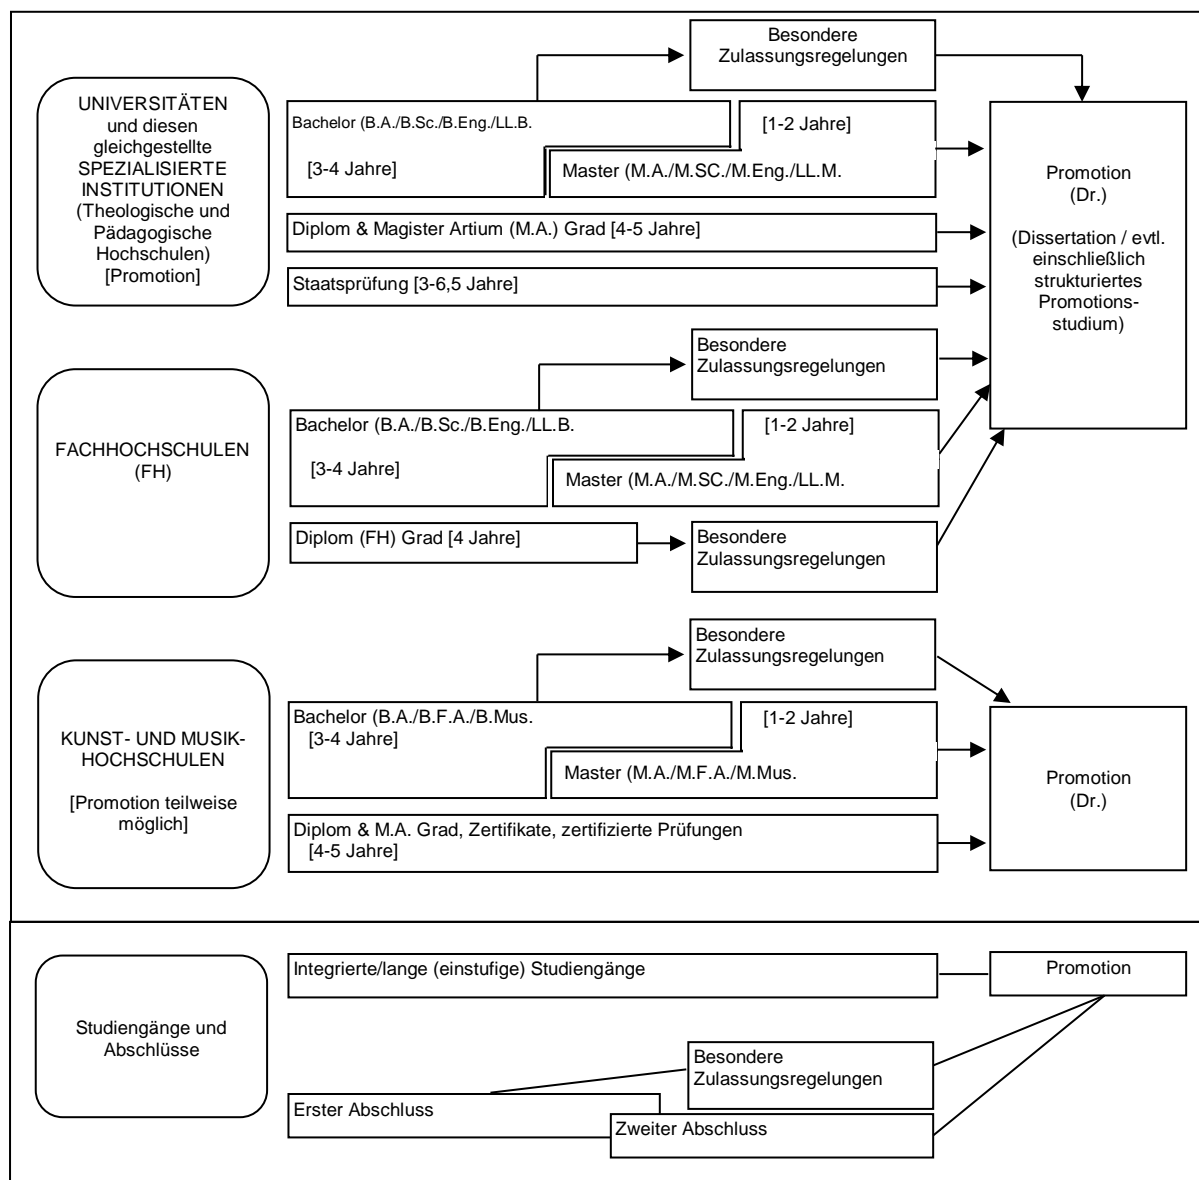 Besondere
Zulassungsregelungen
UNIVERSITÄTEN
und diesen
gleichgestellte
SPEZIALISIERTE
INSTITUTIONEN
(Theologische und
Pädagogische
Hochschulen)
[Promotion]
Bachelor (B.A./B.Sc./B.Eng./LL.B.
[3-4 Jahre]
[1-2 Jahre]
Master (M.A./M.SC./M.Eng./LL.M.
Diplom & Magister Artium (M.A.) Grad [4-5 Jahre]
Staatsprüfung [3-6,5 Jahre]
Promotion
(Dr.)
(Dissertation / evtl.
einschließlich
strukturiertes
Promotions-
studium)
Besondere
Zulassungsregelungen
FACHHOCHSCHULEN
(FH)
Bachelor (B.A./B.Sc./B.Eng./LL.B.
[3-4 Jahre]
[1-2 Jahre]
Master (M.A./M.SC./M.Eng./LL.M.
Diplom (FH) Grad [4 Jahre]
Besondere
Zulassungsregelungen
Besondere
Zulassungsregelungen
KUNST- UND MUSIK-
HOCHSCHULEN
[Promotion teilweise
möglich]
Bachelor (B.A./B.F.A./B.Mus.
[3-4 Jahre]
[1-2 Jahre]
Master (M.A./M.F.A./M.Mus.
Diplom & M.A. Grad, Zertifikate, zertifizierte Prüfungen
[4-5 Jahre]
Promotion
(Dr.)
Studiengänge und
Abschlüsse
Integrierte/lange (einstufige) Studiengänge
Promotion
Besondere
Zulassungsregelungen
Erster Abschluss
Zweiter Abschluss